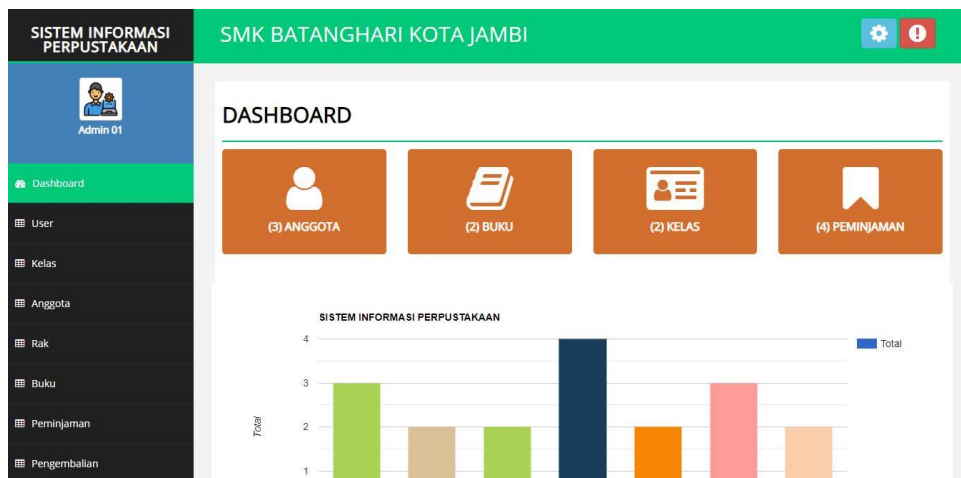 SISTEM INFORMASI
PERPUSTAKAAN
SMK BATANGHARI KOTA JAMBI
Admin 01
Dashboard
User
Kelas
Anggota
Rak
Buku
Peminjaman
Pengembalian
DASHBOARD
(3) ANGGOTA
(2) BUKU
(2) KELAS
(4) PEMINJAMAN
SISTEM INFORMASI PERPUSTAKAAN
4
3
2
1
Total
Total